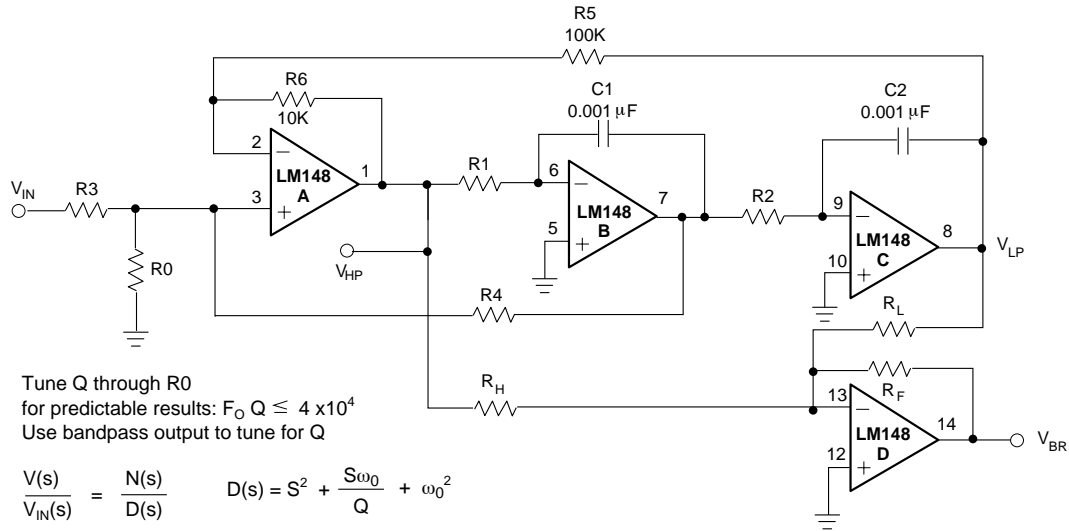 R5
100K
R6
10K
C1
0.001 μF
C2
0.001 μF
2
−
LM148
A
1
3
+
V_IN
R3
R0
V_HP
R1
6
−
LM148
B
7
5
+
R2
9
−
LM148
C
8
10
+
V_LP
R4
R_L
R_H
R_F
13
−
LM148
D
14
12
+
V_BR
Tune Q through R0
for predictable results: F_O Q ≤ 4 x10^4
Use bandpass output to tune for Q
V(s)/V_IN(s) = N(s)/D(s) D(s) = S^2 + Sω_0/Q + ω_0^2